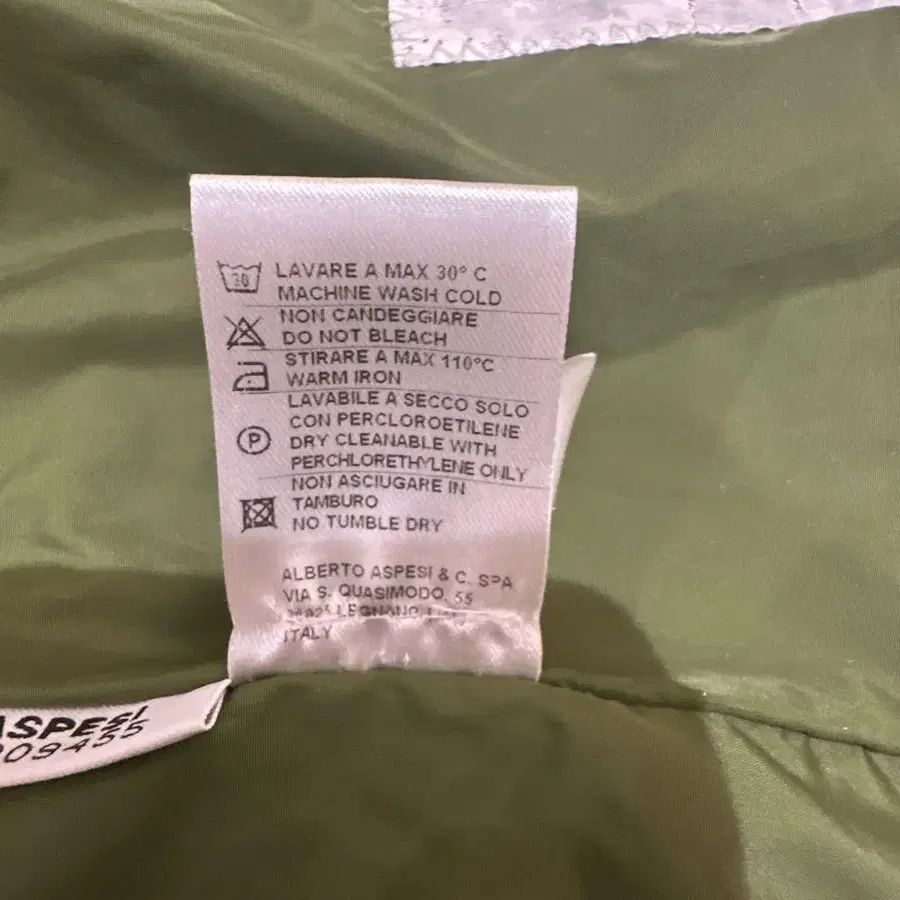 30
LAVARE A MAX 30° C
MACHINE WASH COLD
NON CANDEGGIARE
DO NOT BLEACH
STIRARE A MAX 110°C
WARM IRON
LAVABILE A SECCO SOLO
CON PERCLOROETILENE
P
DRY CLEANABLE WITH
PERCHLORETHYLENE ONLY
NON ASCIUGARE IN
TAMBURO
NO TUMBLE DRY
ALBERTO ASPESI & C. SPA
VIA S. QUASIMODO, 55
LEGNANO
ITALY
ASPESI
209455